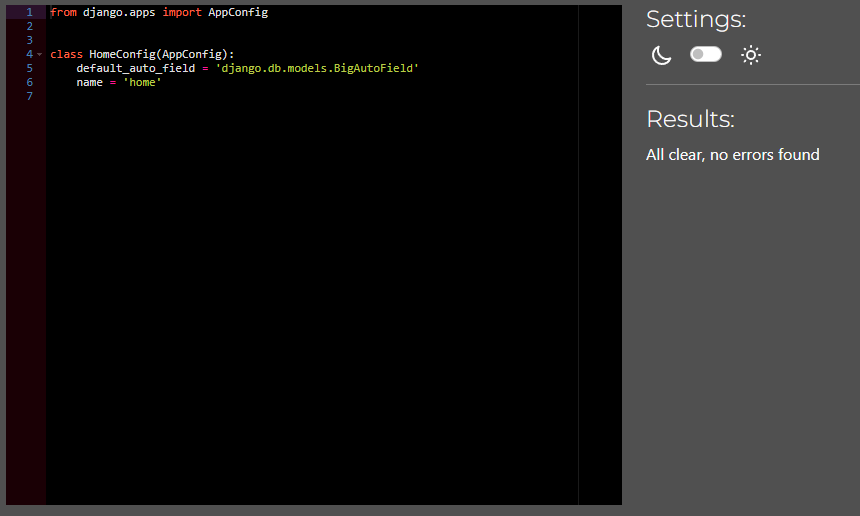 1 from django.apps import AppConfig
2
3
4 class HomeConfig(AppConfig):
5     default_auto_field = 'django.db.models.BigAutoField'
6     name = 'home'
7
Settings:
Results:
All clear, no errors found